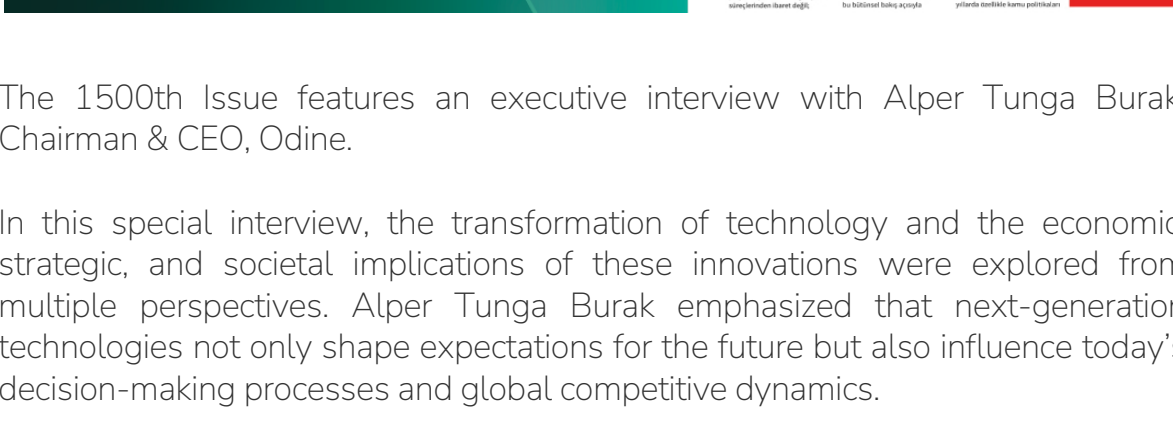 süreçlerinden ibaret değil; bu bütünsel bakış açısıyla yıllarda özellikle kamu politikaları
The 1500th Issue features an executive interview with Alper Tunga Burak
Chairman & CEO, Odine.
In this special interview, the transformation of technology and the economic
strategic, and societal implications of these innovations were explored from
multiple perspectives. Alper Tunga Burak emphasized that next-generation
technologies not only shape expectations for the future but also influence today's
decision-making processes and global competitive dynamics.